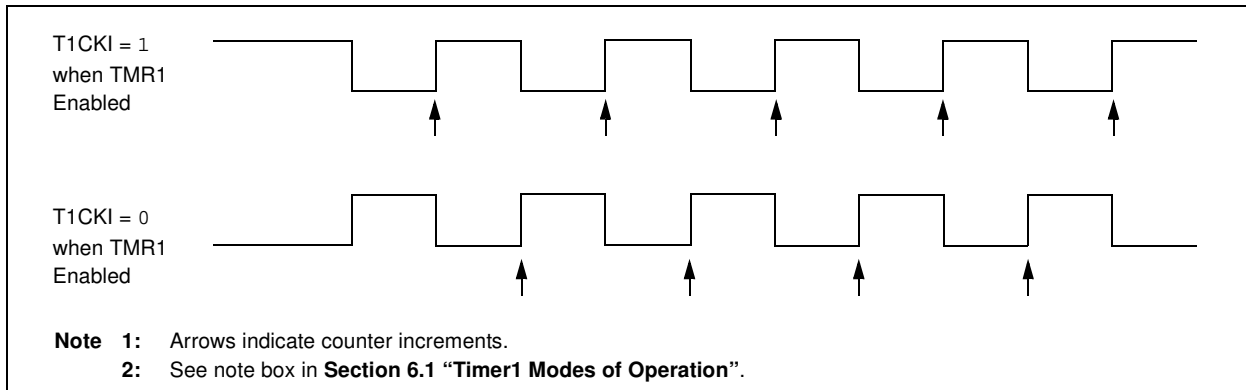 T1CKI = 1
when TMR1
Enabled
T1CKI = 0
when TMR1
Enabled
Note 1: Arrows indicate counter increments.
2: See note box in Section 6.1 “Timer1 Modes of Operation”.